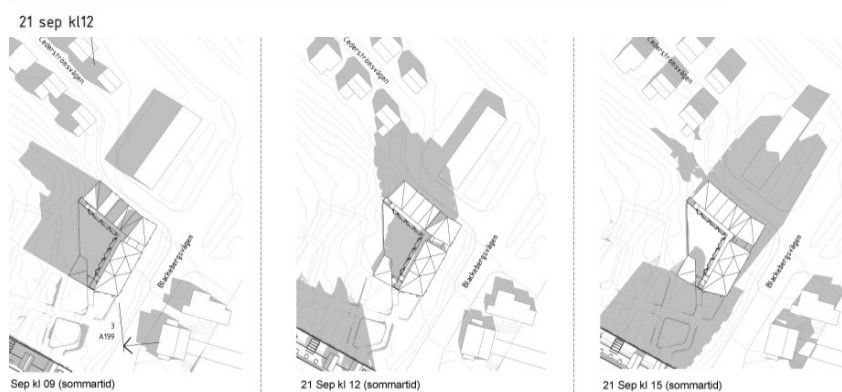 21 sep kl12
Cederströmsvägen
Blackebergsvägen
3
A199
Sep kl 09 (sommartid)
Cederströmsvägen
Blackebergsvägen
21 Sep kl 12 (sommartid)
Cederströmsvägen
Blackebergsvägen
21 Sep kl 15 (sommartid)